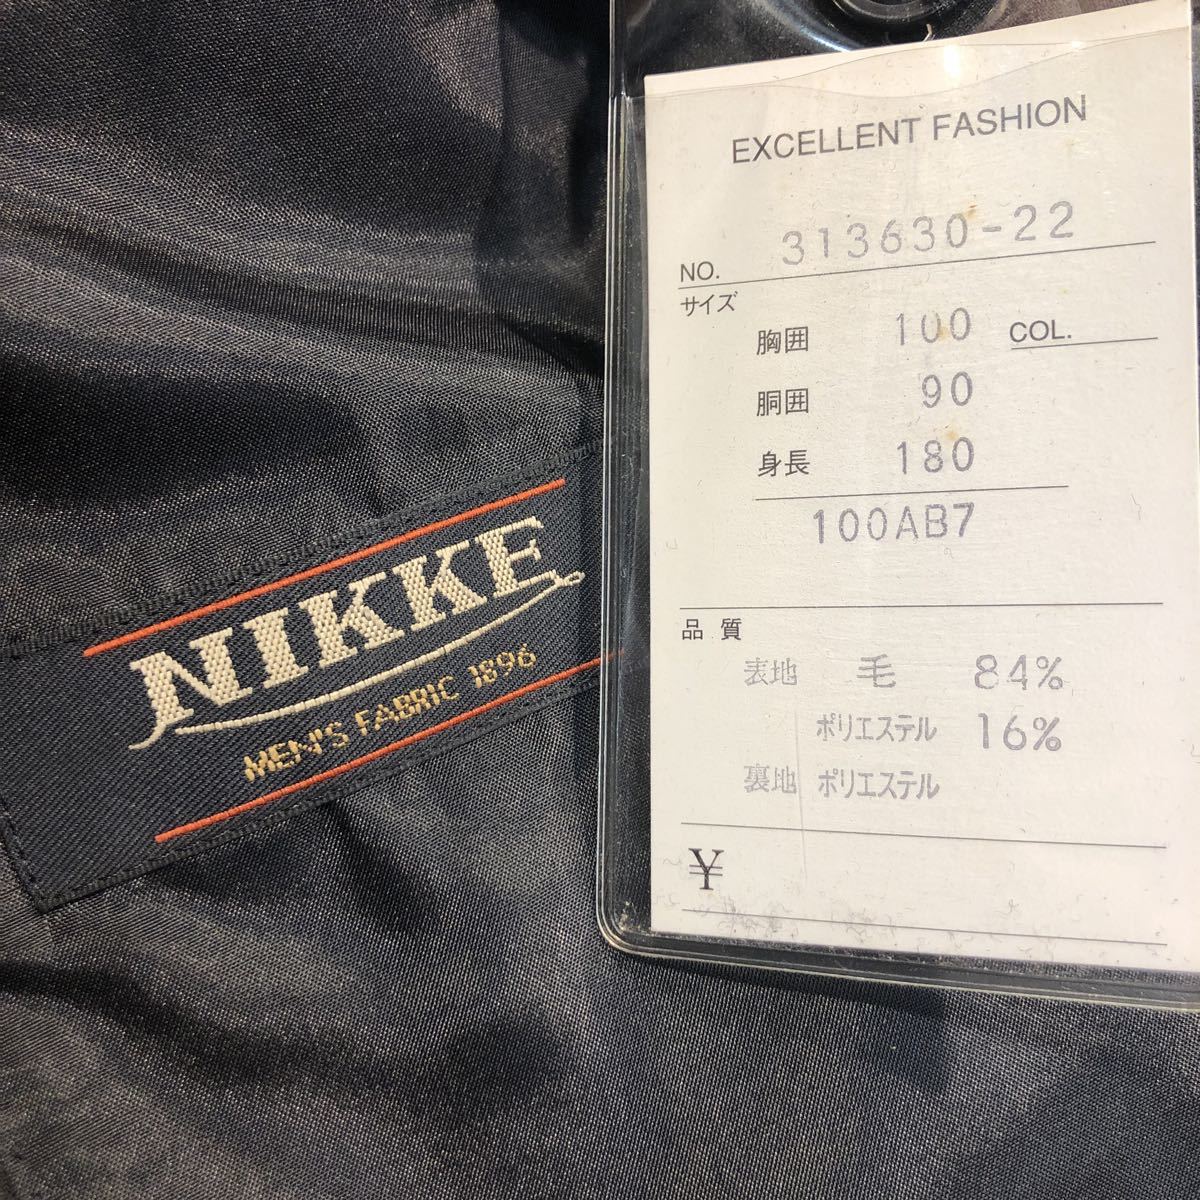 NIKKE
MEN'S FABRIC 1896
EXCELLENT FASHION
NO. 313630-22
サイズ
胸囲 100 COL.
胴囲 90
身長 180
100AB7
品質
表地 毛 84%
ポリエステル 16%
裏地 ポリエステル
¥